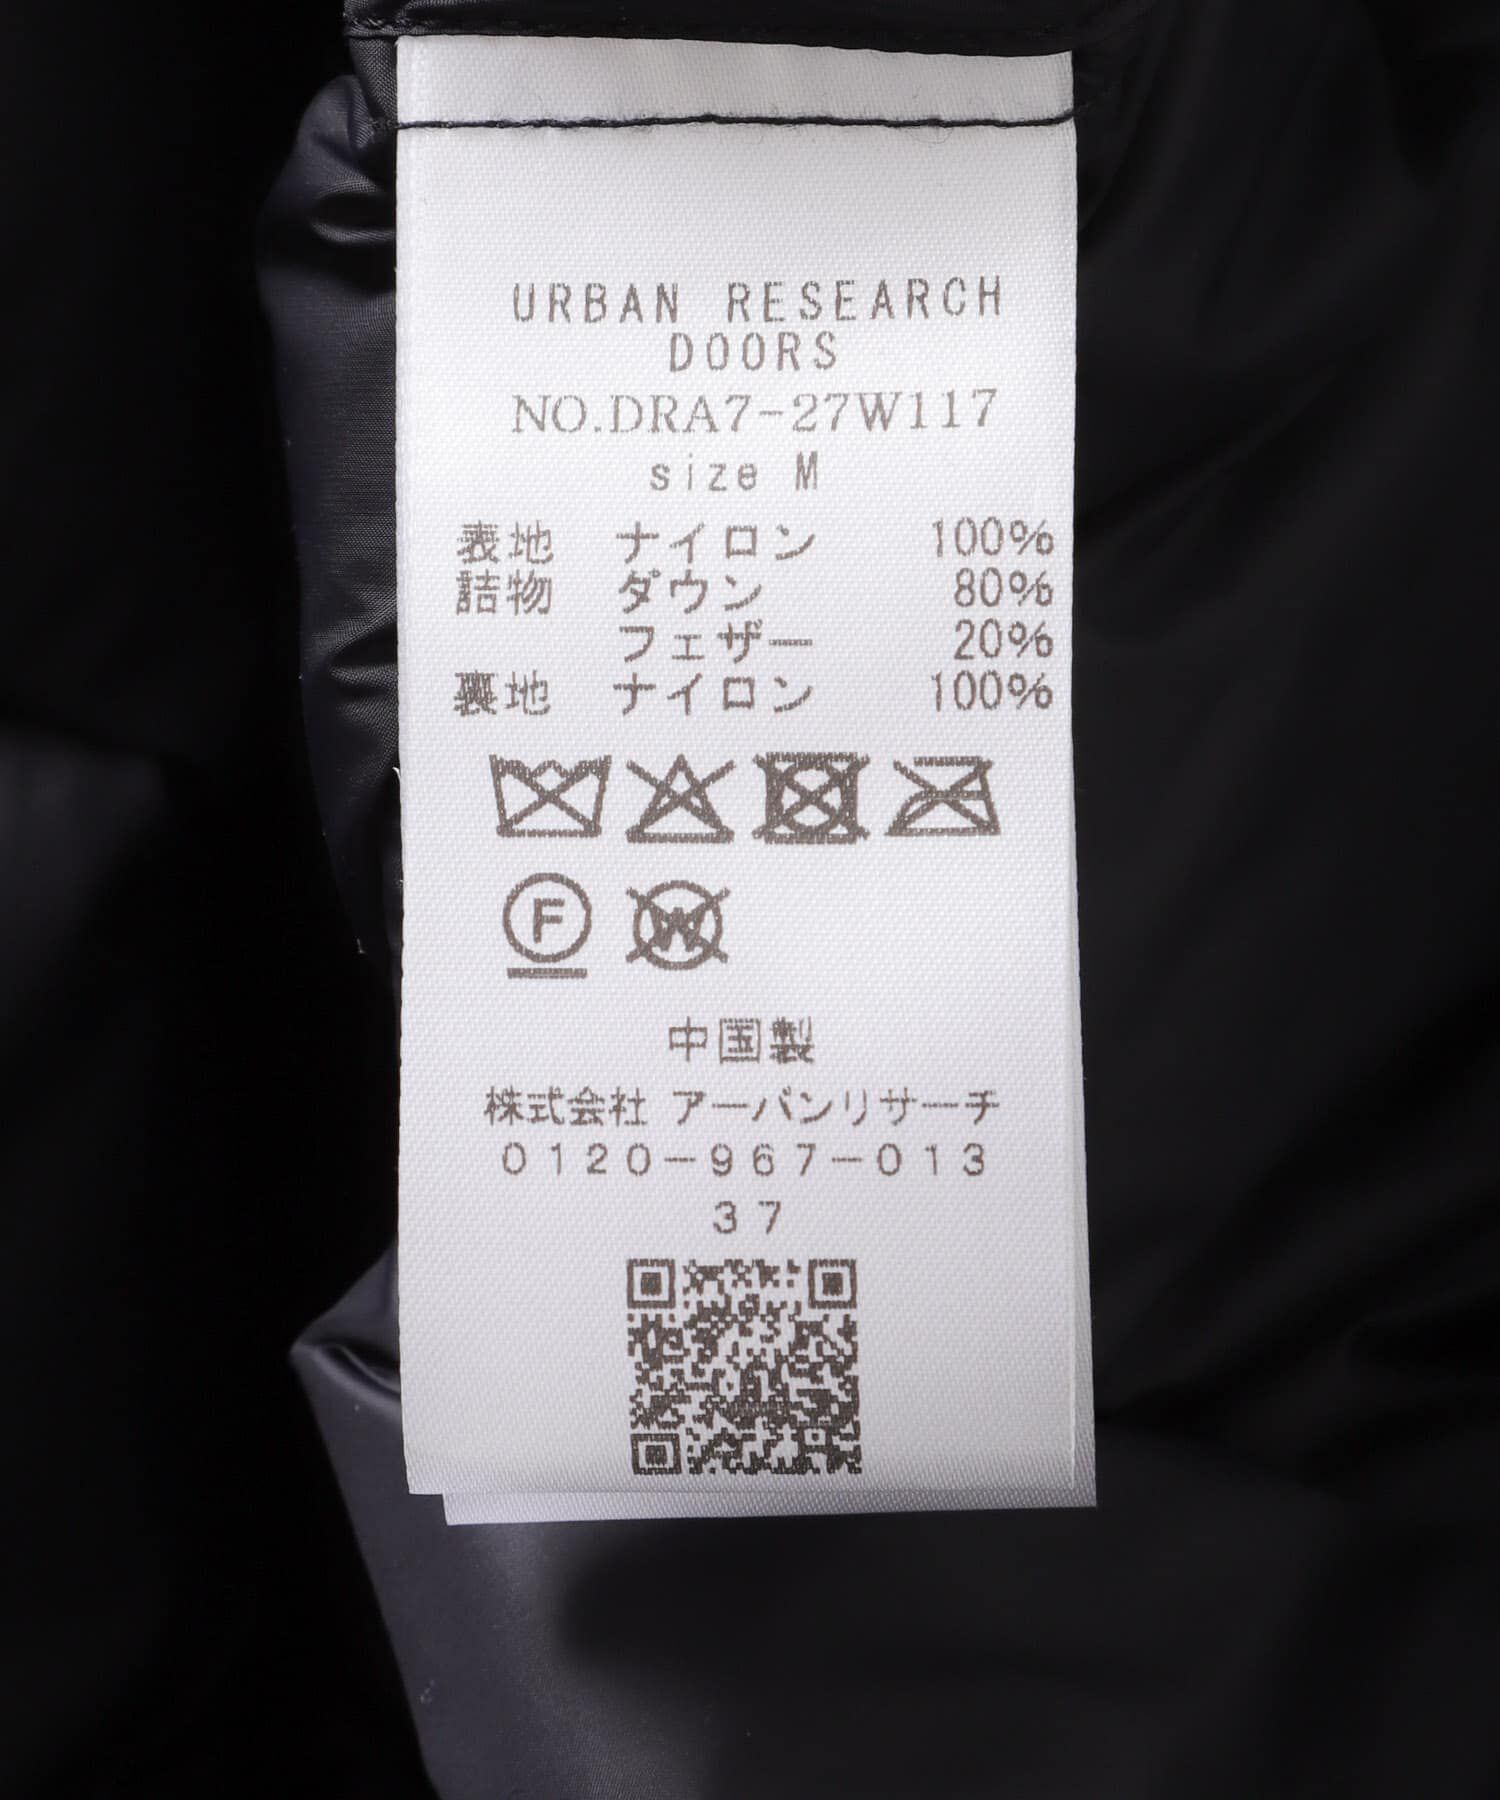 URBAN RESEARCH
DOORS
NO.DRA7-27W117
size M
表地 ナイロン 100%
詰物 ダウン 80%
フェザー 20%
裏地 ナイロン 100%
F W
中国製
株式会社 アーバンリサーチ
0120-967-013
37